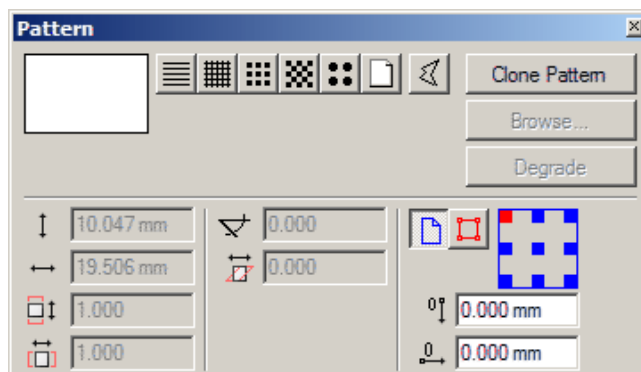 Pattern
Clone Pattern
Browse...
Degrade
10.047 mm
0.000
19.506 mm
0.000
1.000
0.000 mm
1.000
0.000 mm